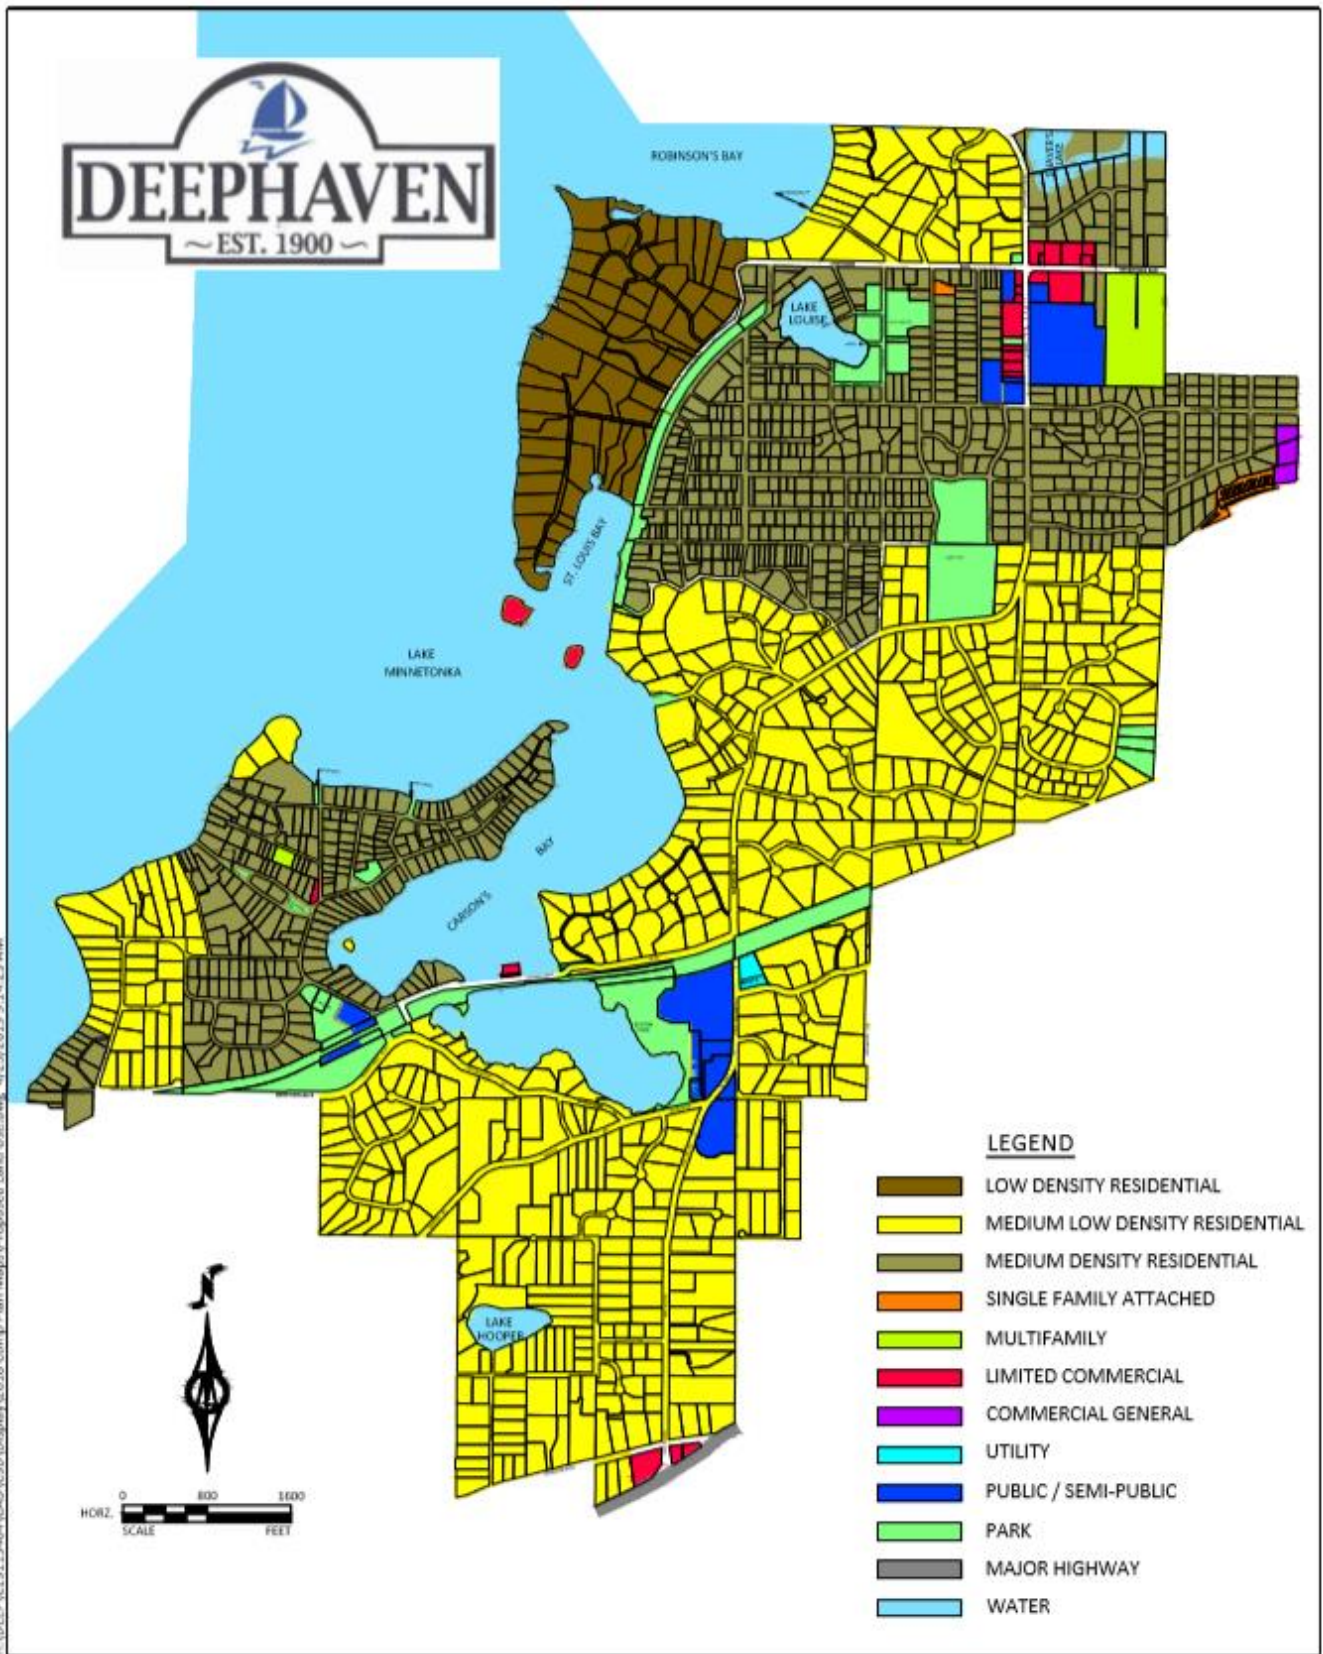 DEEPHAVEN
~EST. 1900~
ROBINSON'S BAY
LAKE
LOUISE
ST. LOUIS BAY
LAKE
MINNETONKA
CARSON'S
BAY
LAKE
HOOPER
HORZ.
0 800 1600
SCALE FEET
LEGEND
LOW DENSITY RESIDENTIAL
MEDIUM LOW DENSITY RESIDENTIAL
MEDIUM DENSITY RESIDENTIAL
SINGLE FAMILY ATTACHED
MULTIFAMILY
LIMITED COMMERCIAL
COMMERCIAL GENERAL
UTILITY
PUBLIC / SEMI-PUBLIC
PARK
MAJOR HIGHWAY
WATER